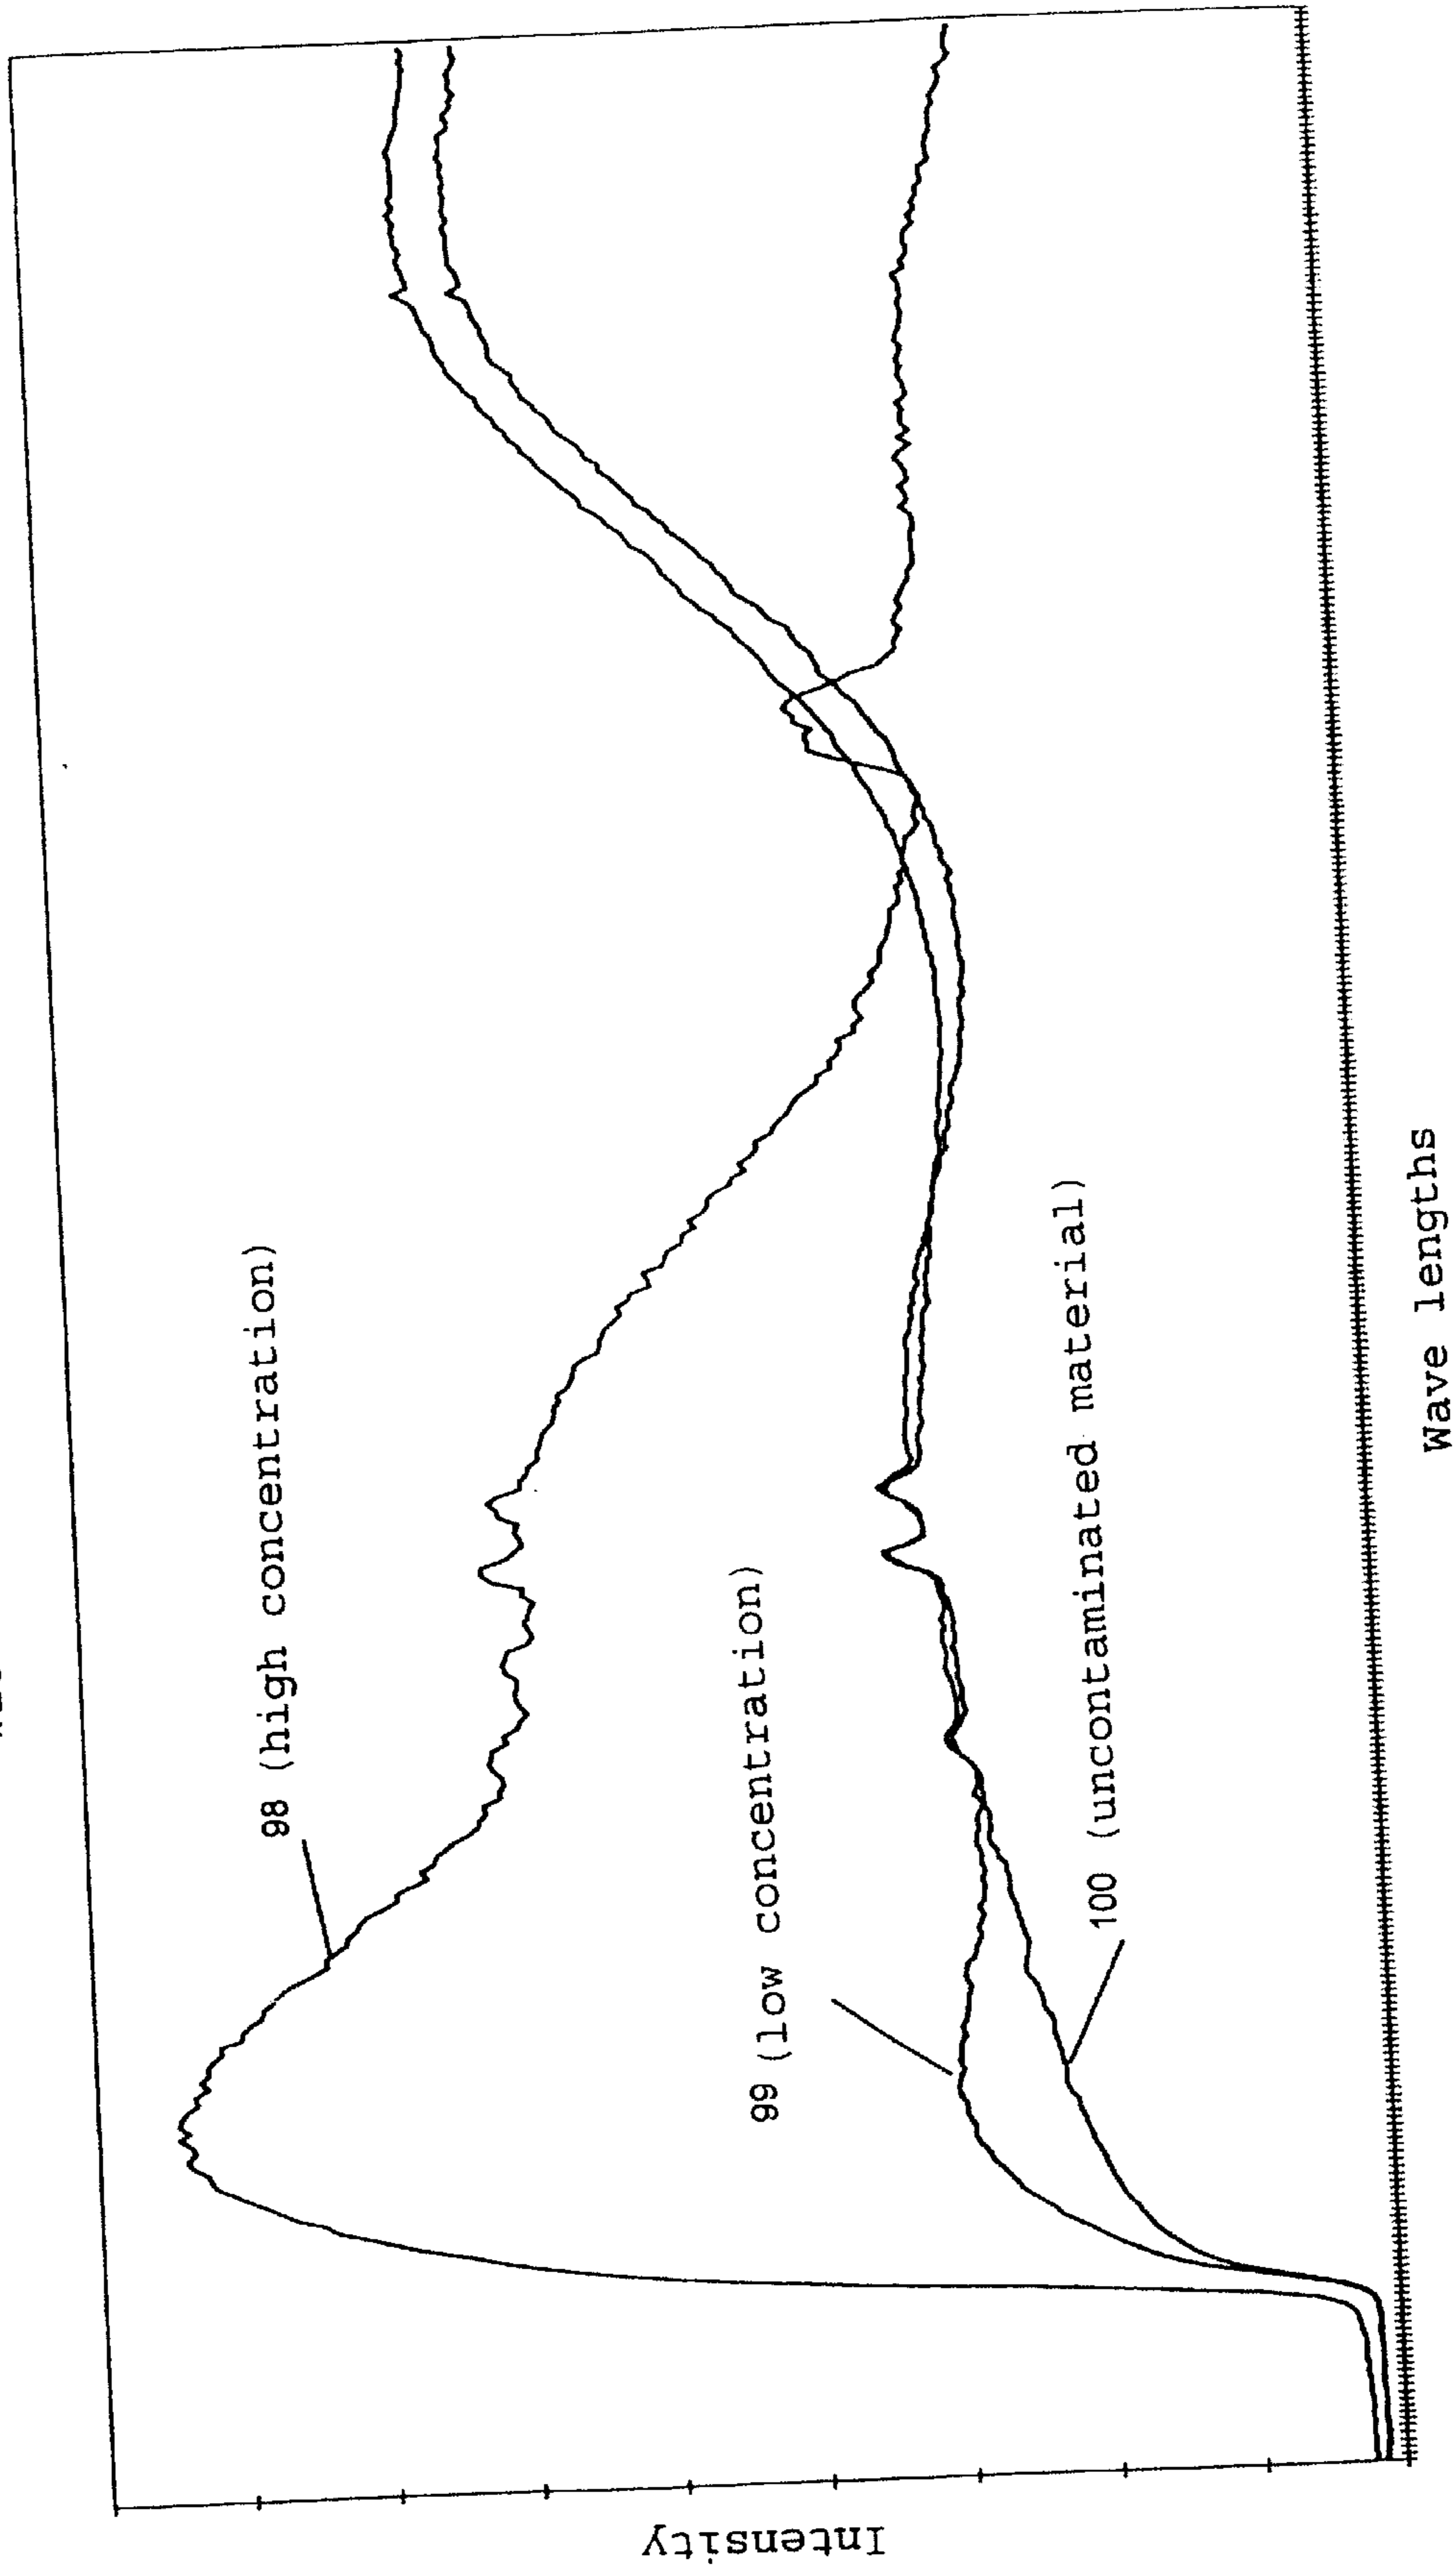 98 (high concentration)
99 (low concentration)
100 (uncontaminated material)
Intensity
Wave lengths